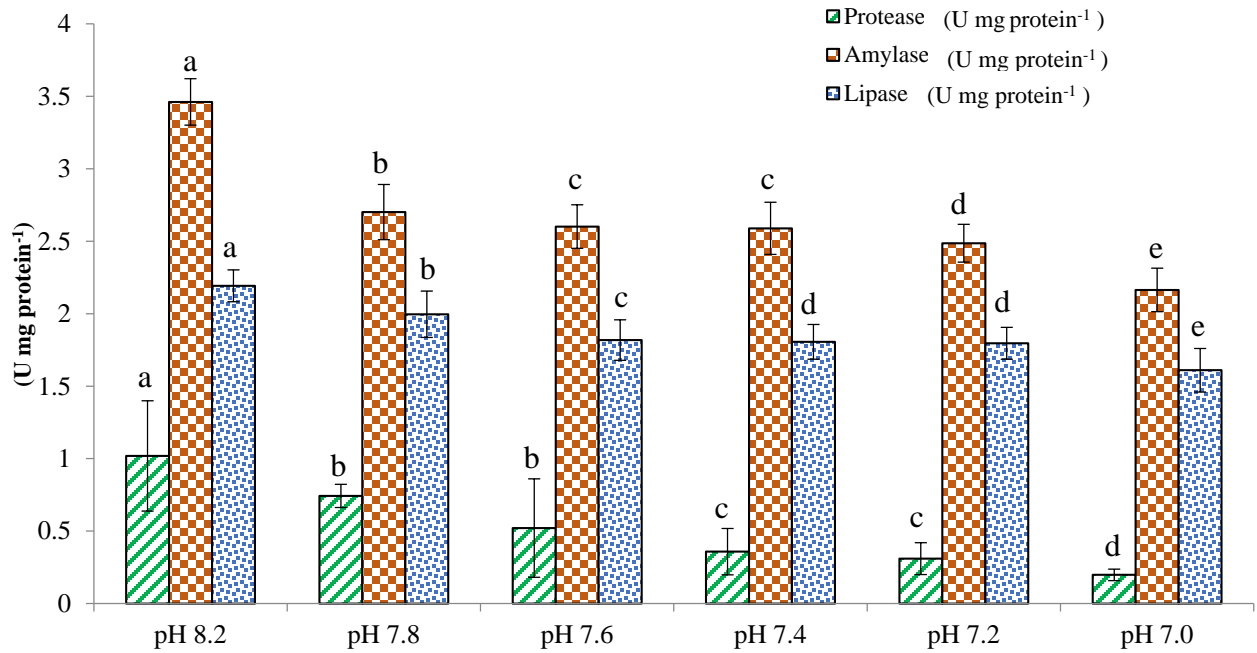 Protease (U mg protein⁻¹ )
Amylase (U mg protein⁻¹ )
Lipase (U mg protein⁻¹ )
(U mg protein⁻¹)
4
3.5
3
2.5
2
1.5
1
0.5
0
a
a
a
b
b
b
b
c
c
c
c
d
c
d
d
d
e
e
pH 8.2 pH 7.8 pH 7.6 pH 7.4 pH 7.2 pH 7.0